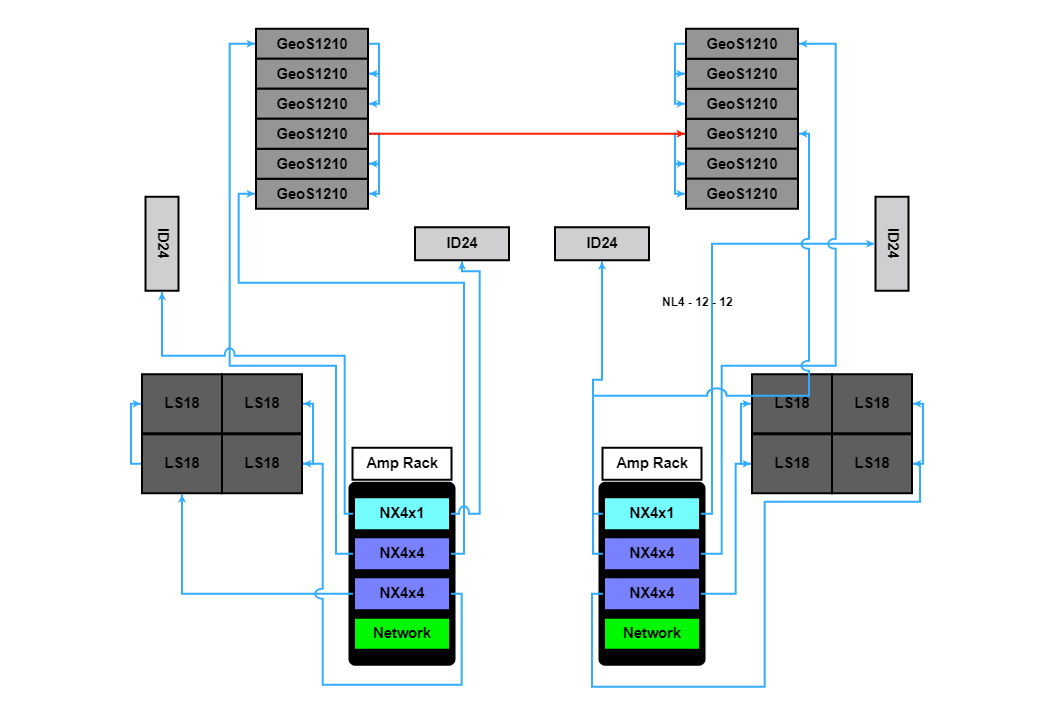 GeoS1210
GeoS1210
GeoS1210
GeoS1210
GeoS1210
GeoS1210
GeoS1210
GeoS1210
GeoS1210
GeoS1210
GeoS1210
GeoS1210
ID24
ID24
ID24
ID24
NL4 - 12 - 12
LS18 LS18
LS18 LS18
LS18 LS18
LS18 LS18
Amp Rack
NX4x1
NX4x4
NX4x4
Network
Amp Rack
NX4x1
NX4x4
NX4x4
Network